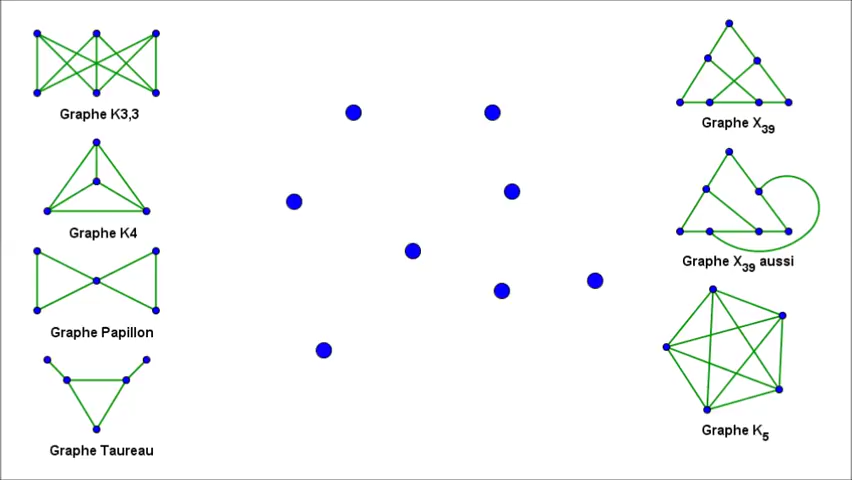 Graphe K3,3
Graphe K4
Graphe Papillon
Graphe Taureau
Graphe X39
Graphe X39 aussi
Graphe K5